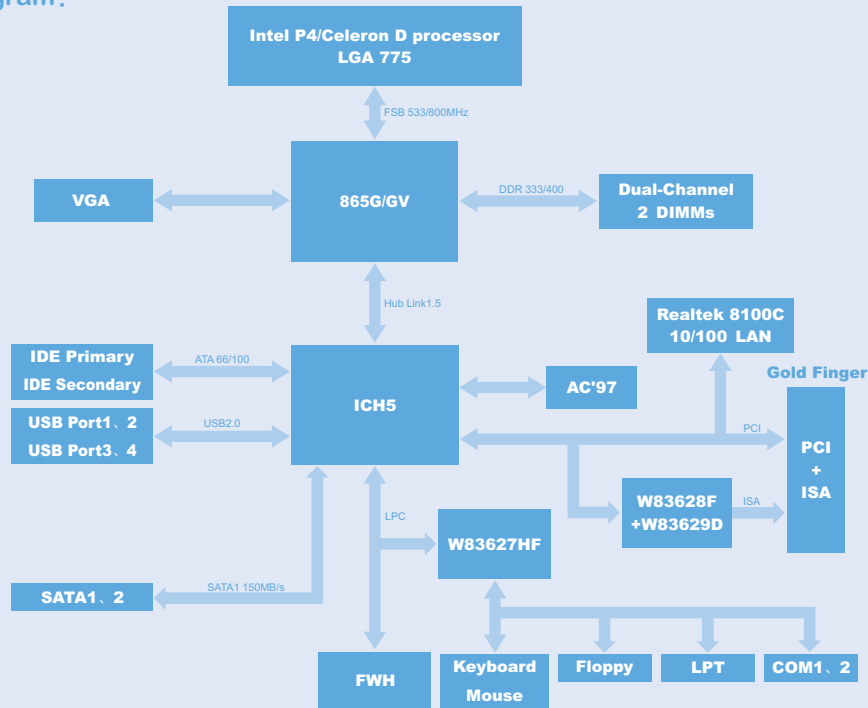 Intel P4/Celeron D processor
LGA 775
FSB 533/800MHz
VGA
865G/GV
DDR 333/400
Dual-Channel
2 DIMMs
Hub Link1.5
Realtek 8100C
10/100 LAN
IDE Primary
IDE Secondary
ATA 66/100
ICH5
AC'97
Gold Finger
USB Port1、2
USB Port3、4
USB2.0
PCI
PCI
+
ISA
W83628F
+W83629D
ISA
LPC
W83627HF
SATA1、2
SATA1 150MB/s
FWH
Keyboard
Mouse
Floppy
LPT
COM1、2